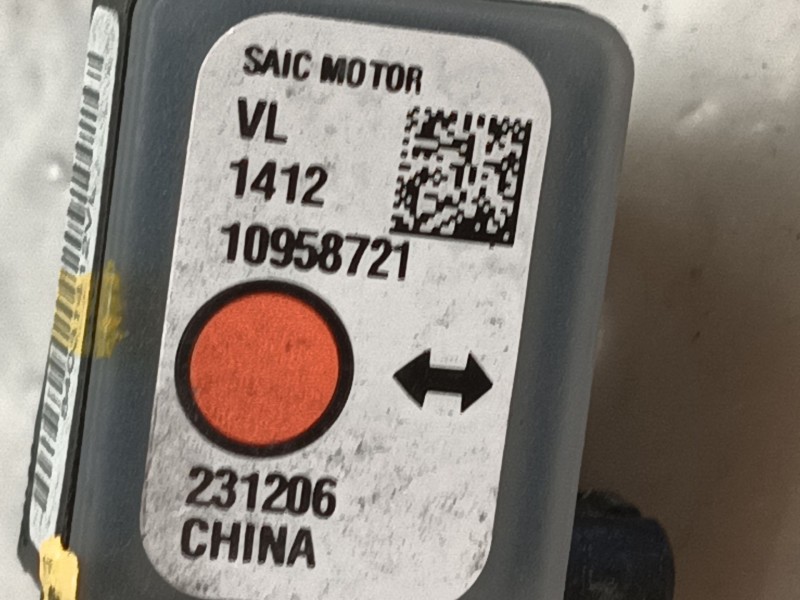 SAIC MOTOR
VL
1412
10958721
231206
CHINA